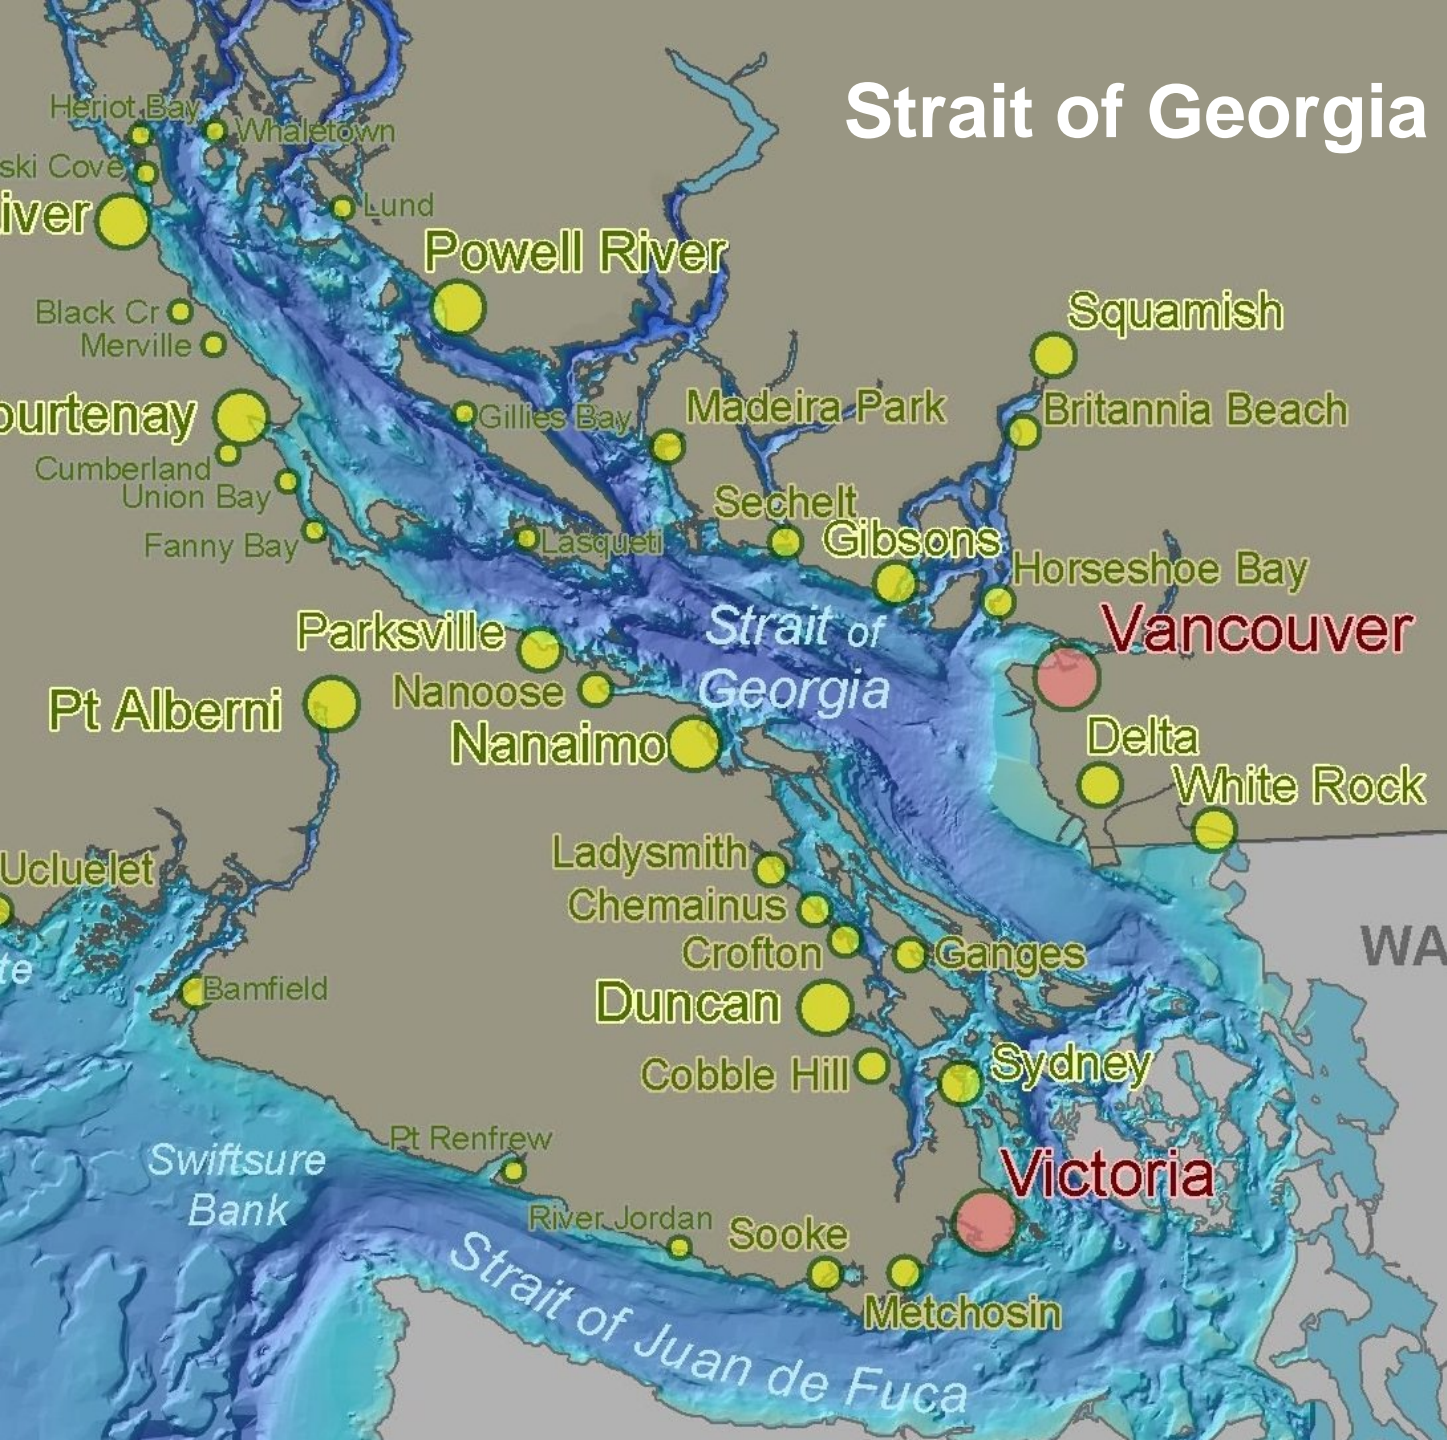 Strait of Georgia
Heriot Bay
Whaletown
ski Cove
Lund
iver
Powell River
Black Cr
Squamish
Merville
Madeira Park
Britannia Beach
ourtenay
Gillies Bay
Cumberland
Union Bay
Sechelt
Fanny Bay
Lasqueti
Gibsons
Horseshoe Bay
Parksville
Strait of
Georgia
Vancouver
Nanoose
Pt Alberni
Nanaimo
Delta
White Rock
Ladysmith
Ucluelet
Chemainus
Crofton
Ganges
WA
te
Bamfield
Duncan
Cobble Hill
Sydney
Pt Renfrew
Swiftsure
Bank
Victoria
River Jordan
Sooke
Metchosin
Strait of Juan de Fuca